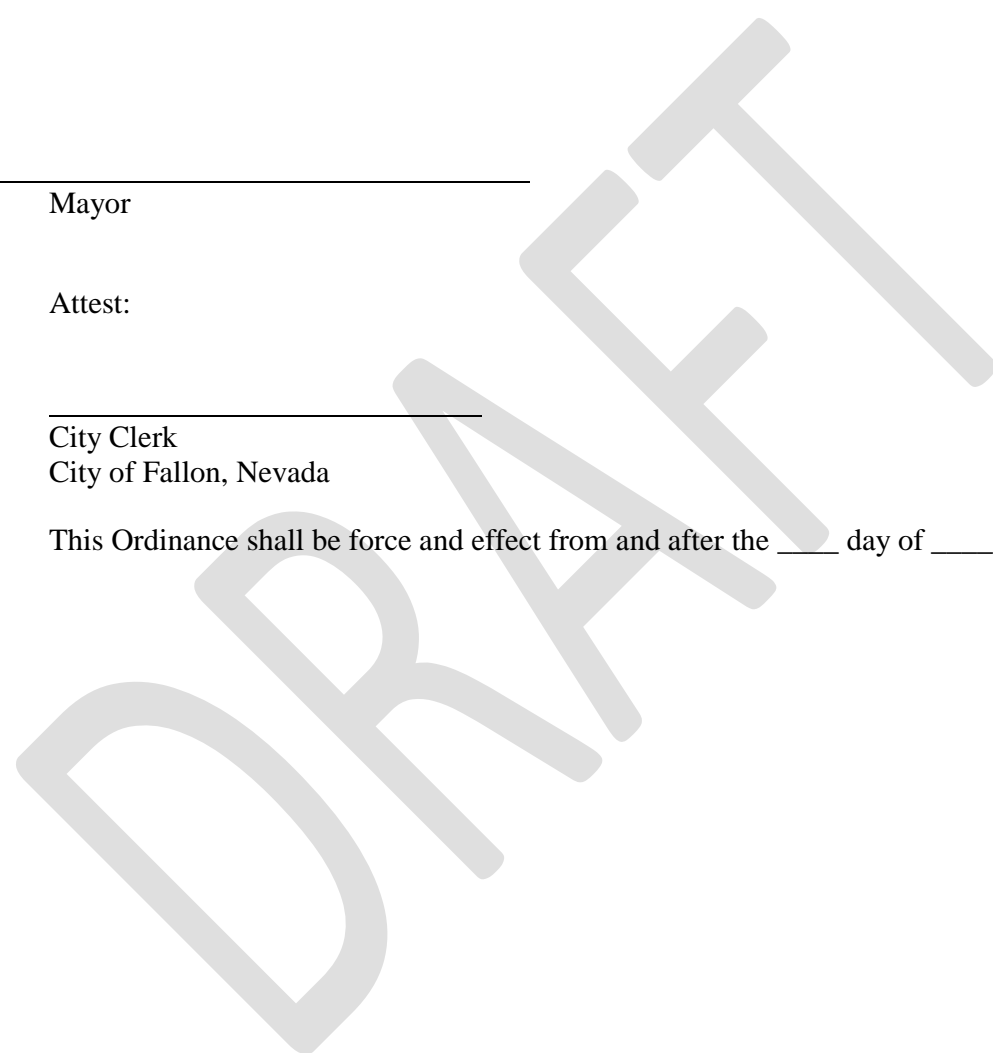 Mayor
Attest:
City Clerk
City of Fallon, Nevada
This Ordinance shall be force and effect from and after the ____ day of ____
DRAFT